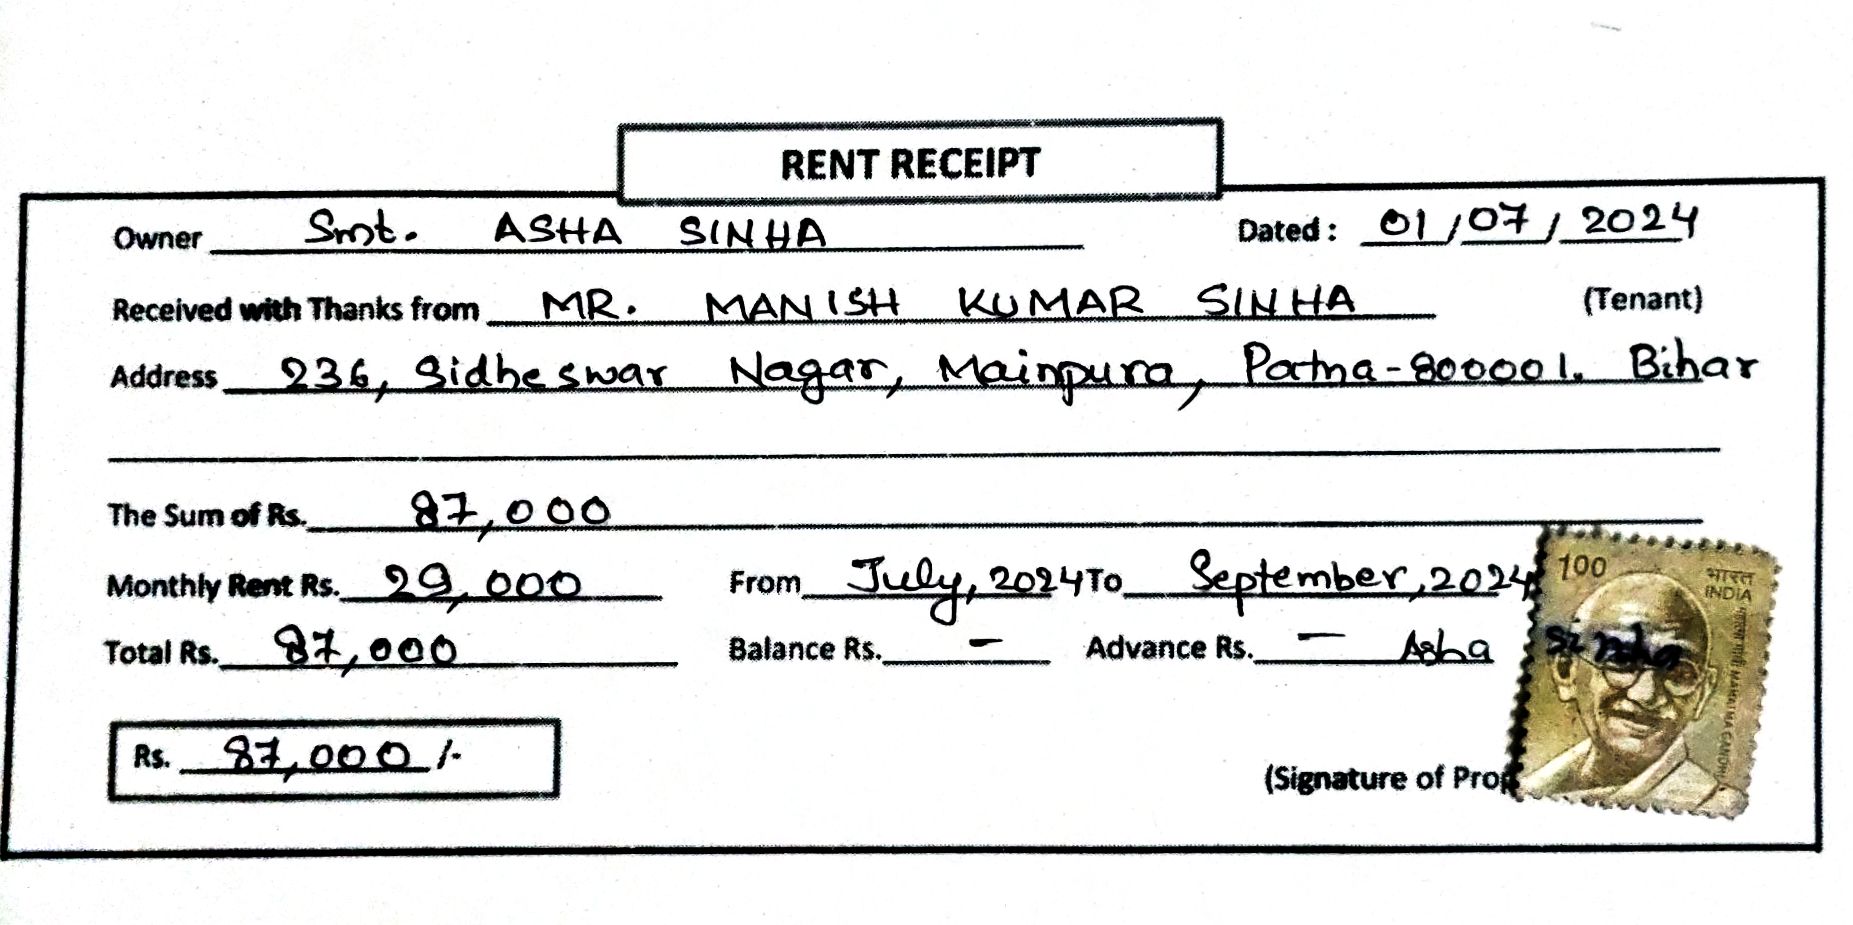 RENT RECEIPT
Owner Smt. ASHA SINHA Dated : 01/07/2024
Received with Thanks from MR. MANISH KUMAR SINHA (Tenant)
Address 236, Sidheswar Nagar, Mainpura, Patna-800001. Bihar
The Sum of Rs. 87,000
Monthly Rent Rs. 29,000 From July, 2024 To September, 2024
Total Rs. 87,000 Balance Rs. - Advance Rs. - Asha Sinha
Rs. 87,000/-
(Signature of Prop
100
भारत
INDIA
MAHATMA GANDHI